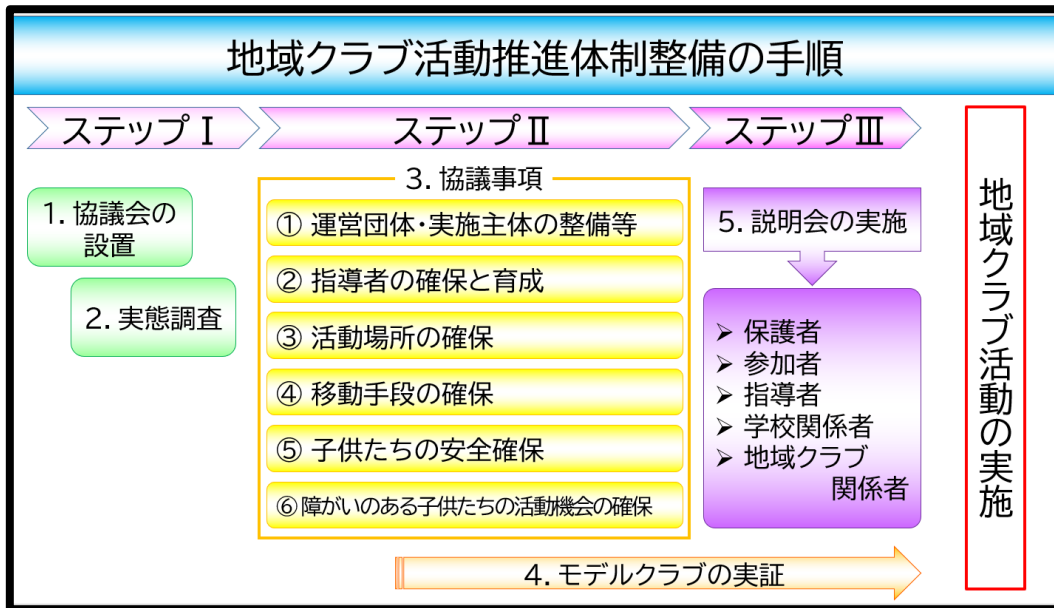 地域クラブ活動推進体制整備の手順
ステップⅠ
ステップⅡ
ステップⅢ
1. 協議会の
設置
2. 実態調査
3. 協議事項
① 運営団体・実施主体の整備等
② 指導者の確保と育成
③ 活動場所の確保
④ 移動手段の確保
⑤ 子供たちの安全確保
⑥ 障がいのある子供たちの活動機会の確保
4. モデルクラブの実証
5. 説明会の実施
➢ 保護者
➢ 参加者
➢ 指導者
➢ 学校関係者
➢ 地域クラブ
関係者
地域クラブ活動の実施